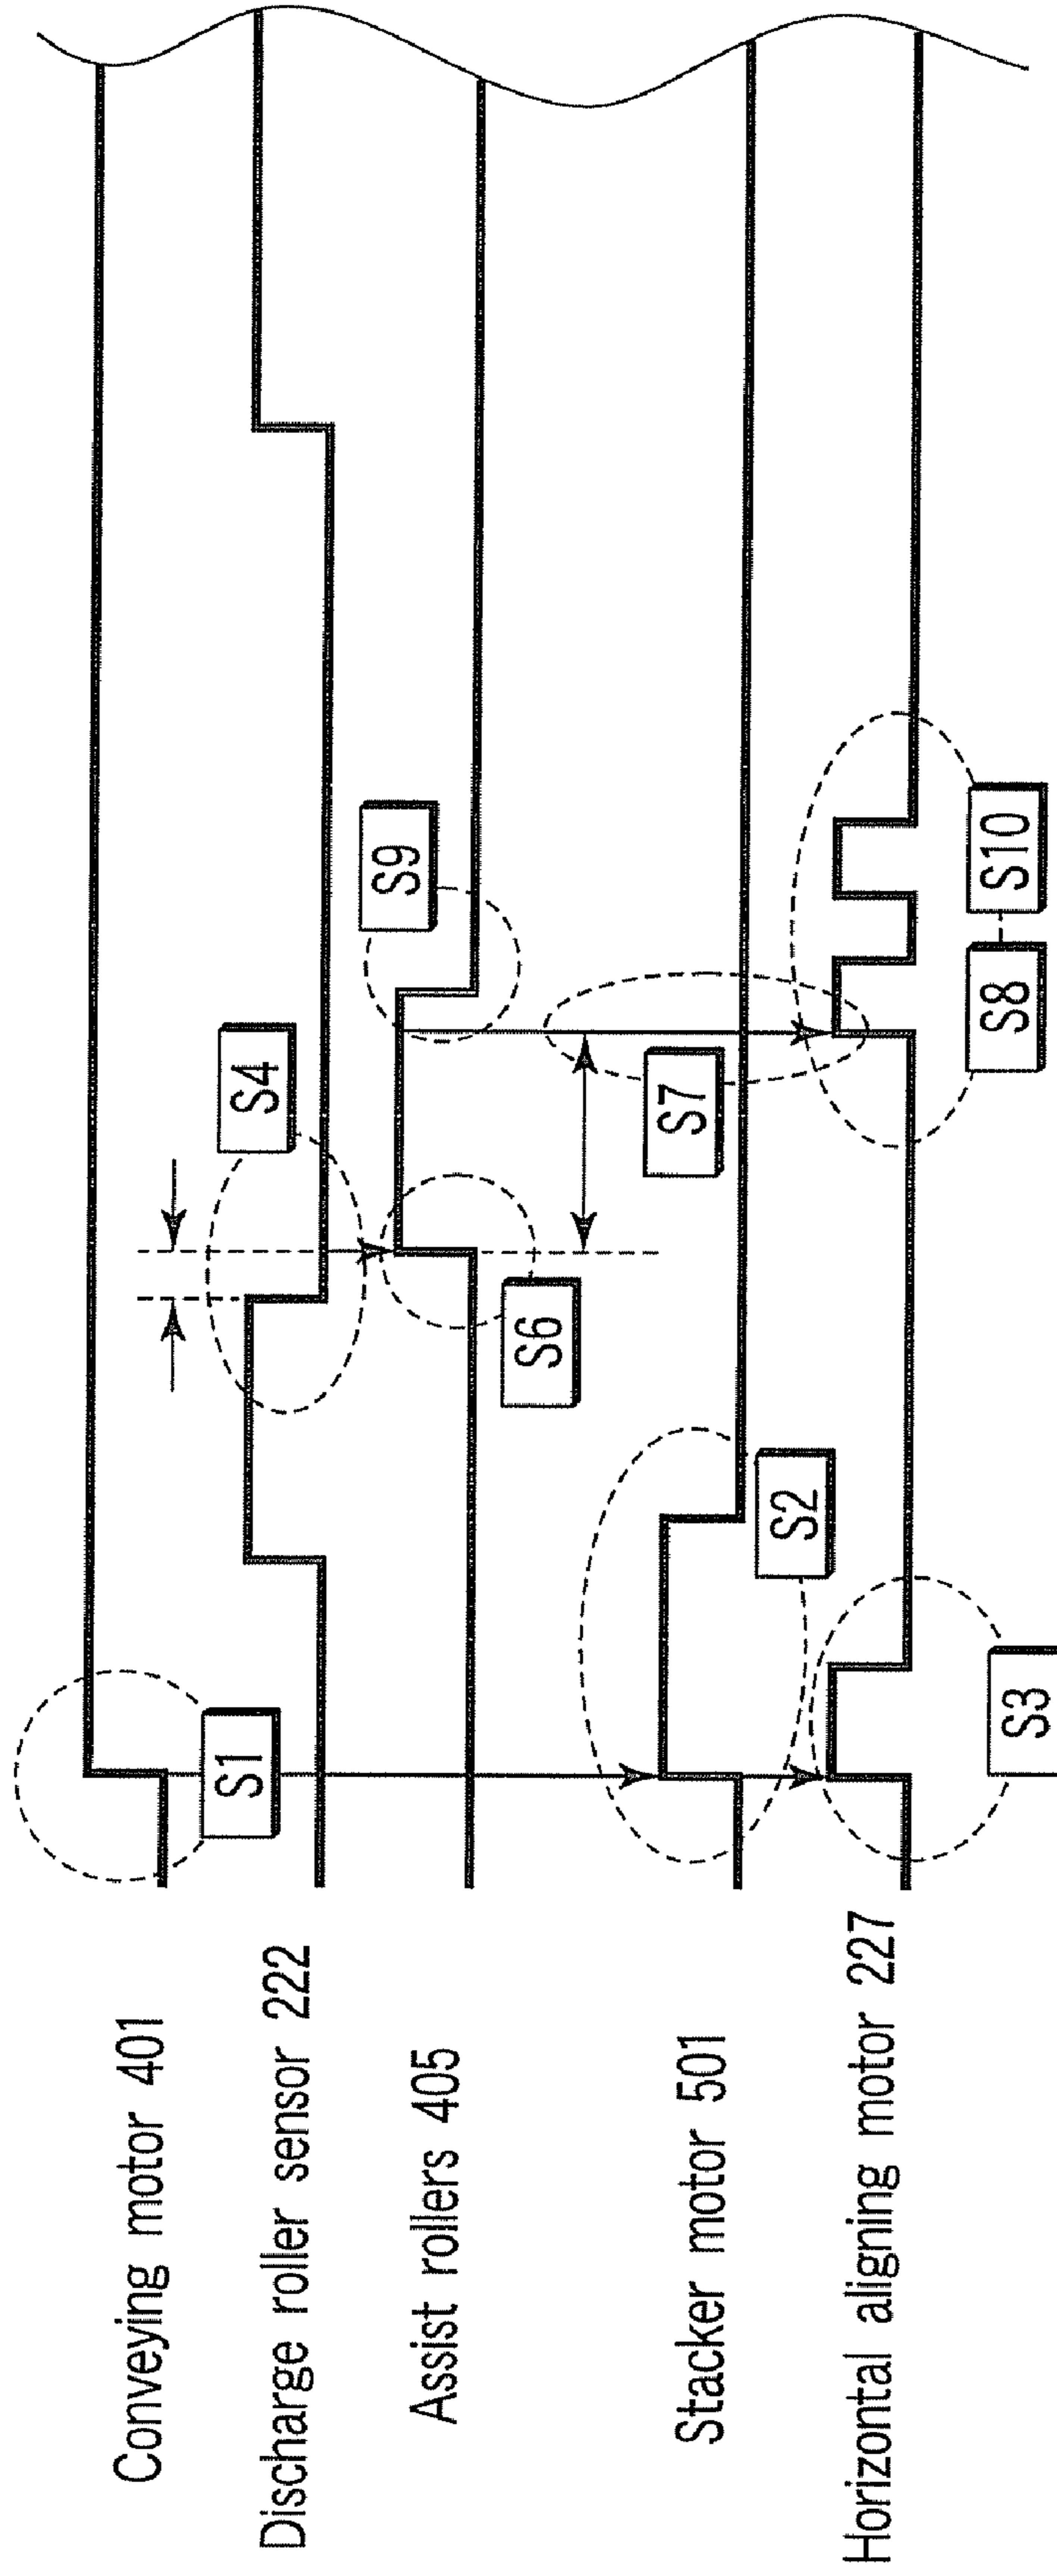 Conveying motor 401
Discharge roller sensor 222
Assist rollers 405
Stacker motor 501
Horizontal aligning motor 227
S1
S4
S9
S6
S7
S2
S3
S8
S10